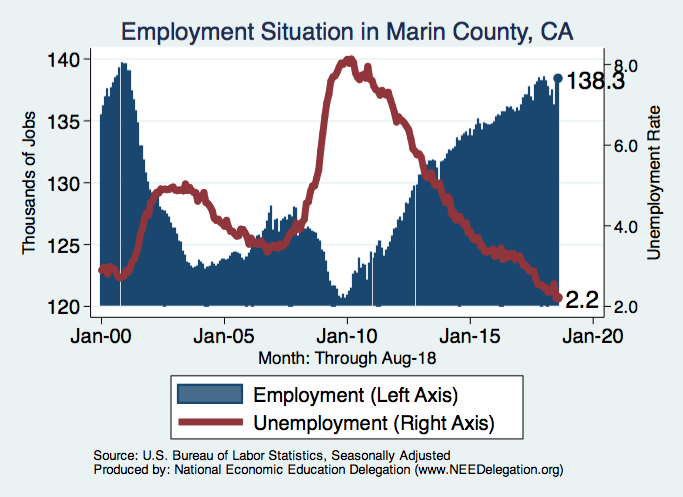 Employment Situation in Marin County, CA
140
135
130
125
120
Thousands of Jobs
8.0
6.0
4.0
2.0
Unemployment Rate
138.3
2.2
Jan-00 Jan-05 Jan-10 Jan-15 Jan-20
Month: Through Aug-18
Employment (Left Axis)
Unemployment (Right Axis)
Source: U.S. Bureau of Labor Statistics, Seasonally Adjusted
Produced by: National Economic Education Delegation (www.NEEDelegation.org)